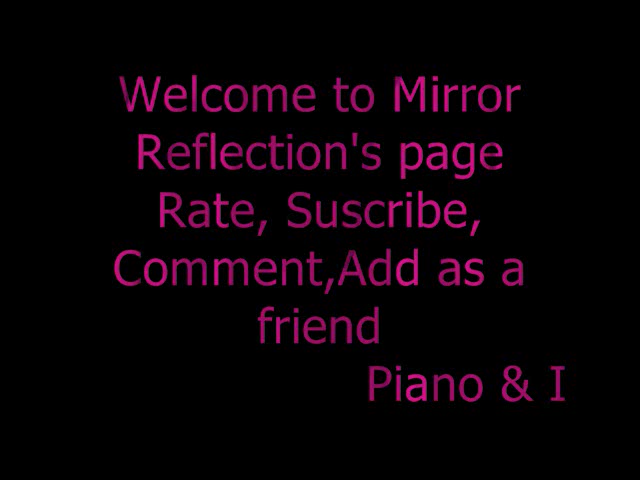 Welcome to Mirror
Reflection's page
Rate, Suscribe,
Comment,Add as a
friend
Piano & I